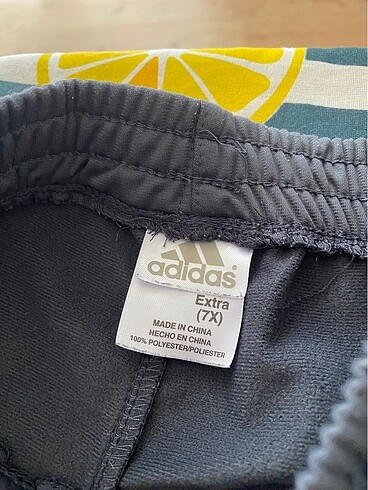 adidas®
Extra
(7X)
MADE IN CHINA
HECHO EN CHINA
100% POLYESTER/POLIESTER